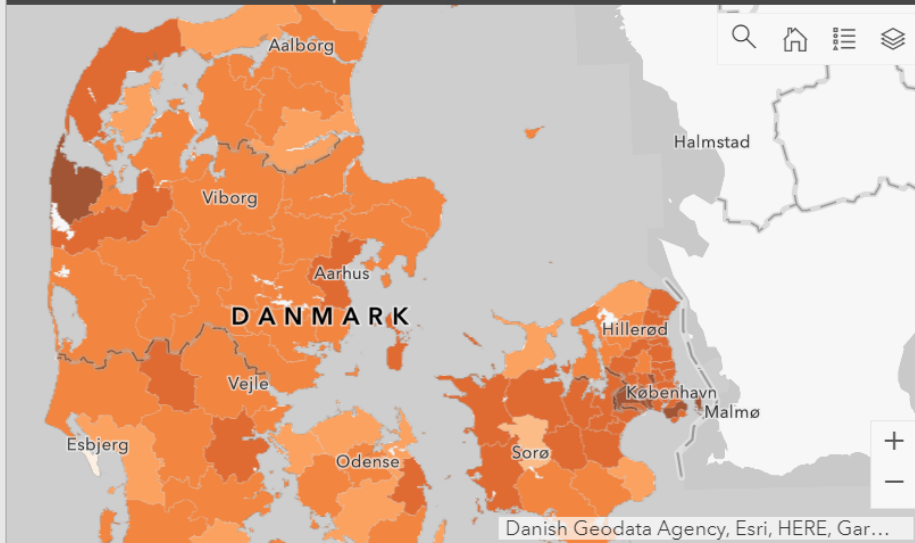 Aalborg
Halmstad
Viborg
Aarhus
DANMARK
Hillerød
Vejle
København
Malmø
Esbjerg
Odense
Sorø
Danish Geodata Agency, Esri, HERE, Gar...